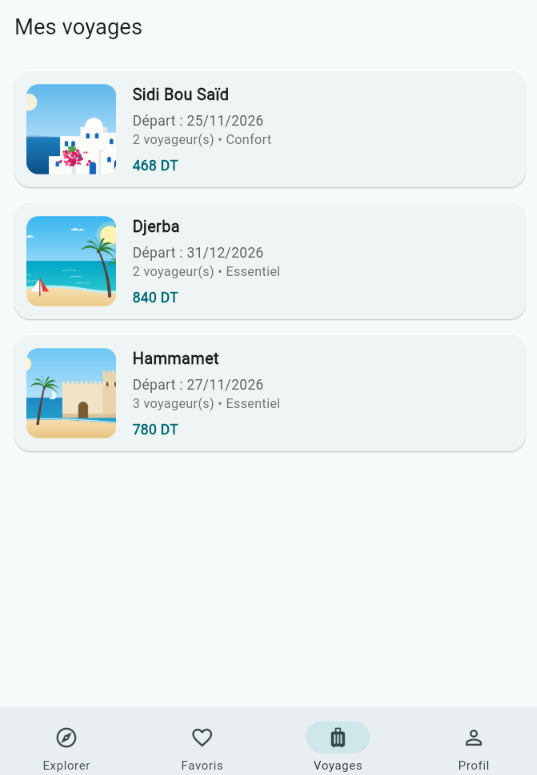 Mes voyages
Sidi Bou Saïd
Départ : 25/11/2026
2 voyageur(s) • Confort
468 DT
Djerba
Départ : 31/12/2026
2 voyageur(s) • Essentiel
840 DT
Hammamet
Départ : 27/11/2026
3 voyageur(s) • Essentiel
780 DT
Explorer
Favoris
Voyages
Profil